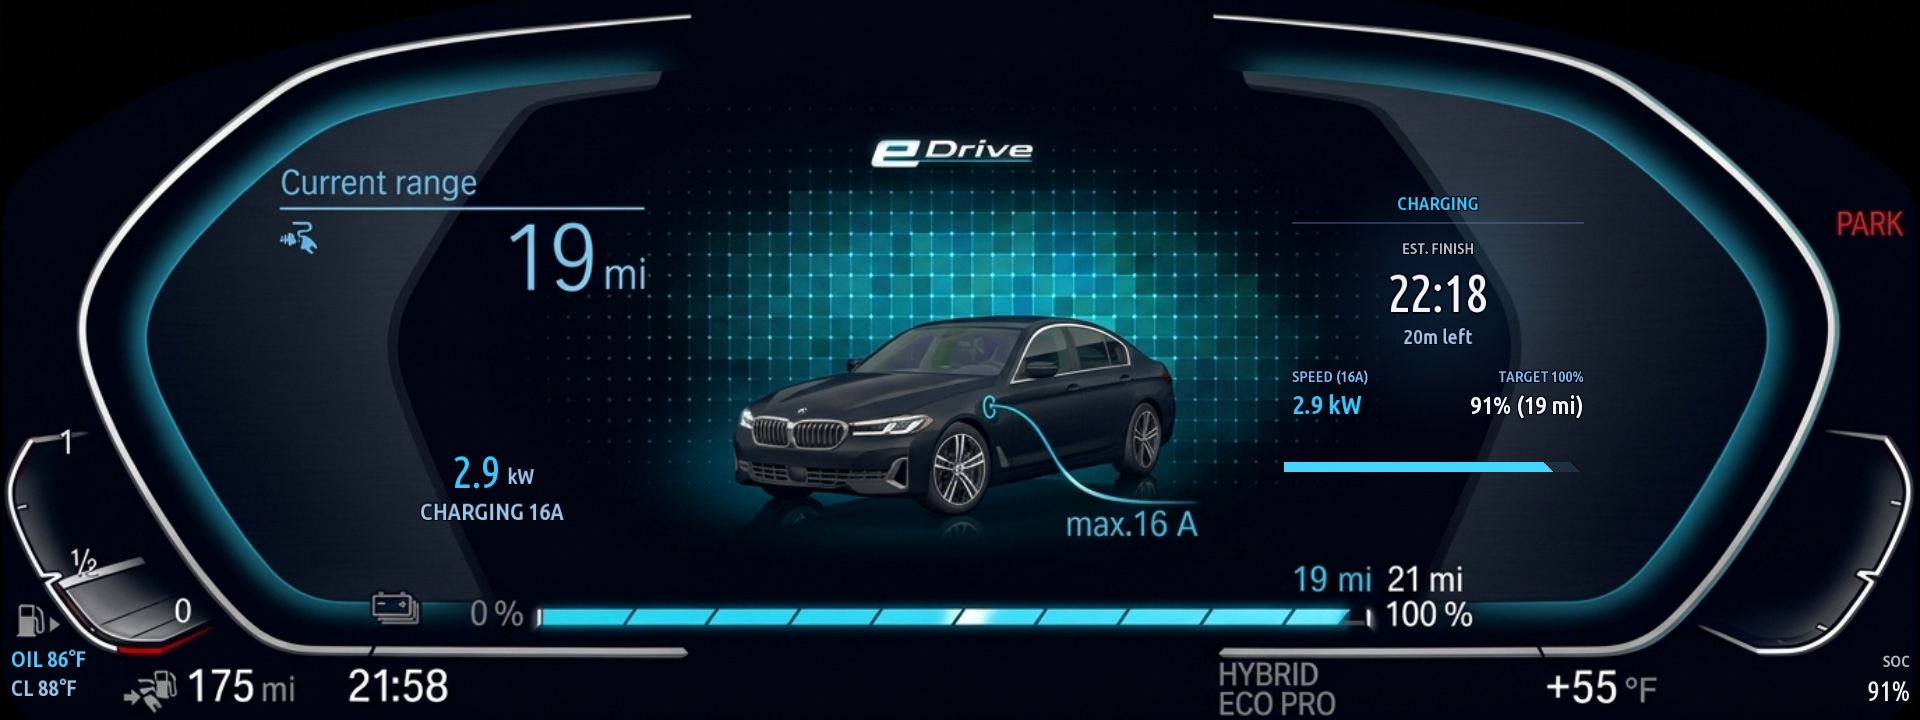 e Drive
Current range
19 mi
CHARGING
EST. FINISH
22:18
20m left
SPEED (16A) TARGET 100%
2.9 kW 91% (19 mi)
PARK
1
1/2
0
2.9 kW
CHARGING 16A
max.16 A
19 mi 21 mi
0 % 100 %
OIL 86°F
CL 88°F
175 mi 21:58
HYBRID
ECO PRO
+55 °F
SOC
91%